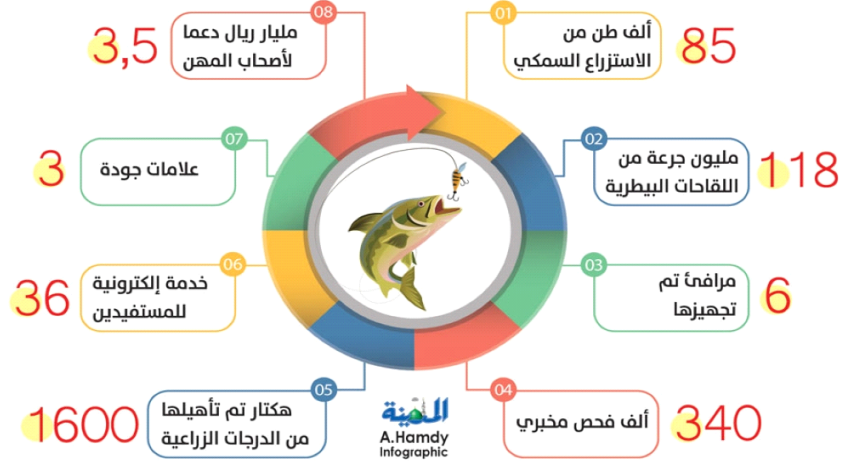 01
85
ألف طن من
الاستزراع السمكي
02
118
مليون جرعة من
اللقاحات البيطرية
03
6
مرافئ تم
تجهيزها
04
340
ألف فحص مخبري
05
1600
هكتار تم تأهيلها
من الدرجات الزراعية
06
36
خدمة إلكترونية
للمستفيدين
07
3
علامات جودة
08
3,5
مليار ريال دعما
لأصحاب المهن
المدينة
A.Hamdy
Infographic